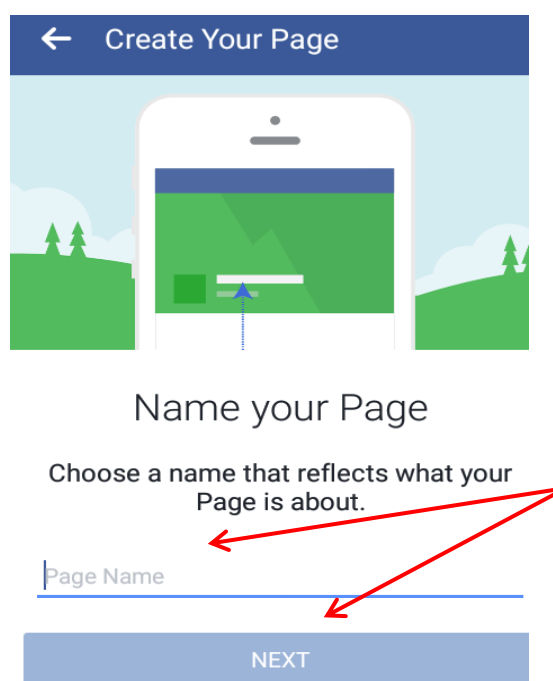 Create Your Page
Name your Page
Choose a name that reflects what your
Page is about.
Page Name
NEXT